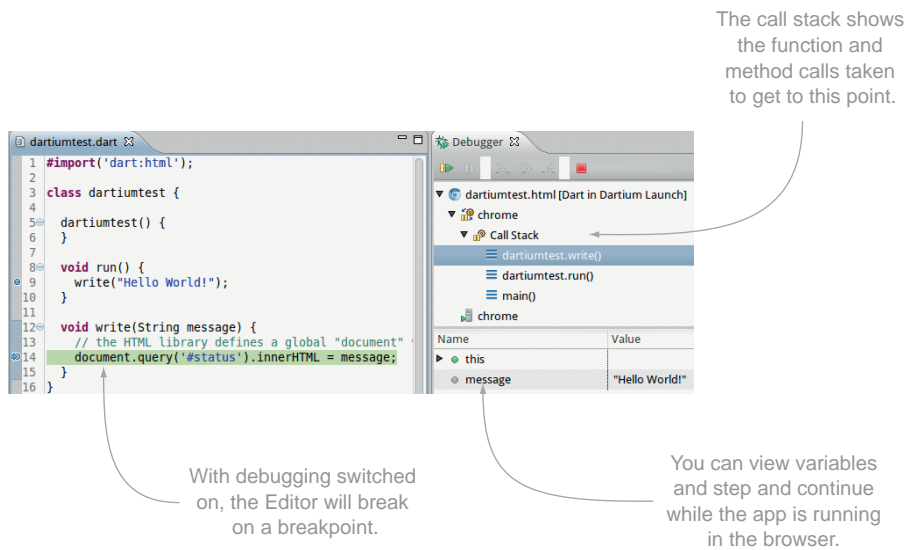 The call stack shows
the function and
method calls taken
to get to this point.
dartiumtest.dart
1 #import('dart:html');
2
3 class dartiumtest {
4
5 dartiumtest() {
6 }
7
8 void run() {
9 write("Hello World!");
10 }
11
12 void write(String message) {
13 // the HTML library defines a global "document"
14 document.query('#status').innerHTML = message;
15 }
16 }
Debugger
dartiumtest.html [Dart in Dartium Launch]
chrome
Call Stack
dartiumtest.write()
dartiumtest.run()
main()
chrome
Name Value
this
message "Hello World!"
With debugging switched
on, the Editor will break
on a breakpoint.
You can view variables
and step and continue
while the app is running
in the browser.